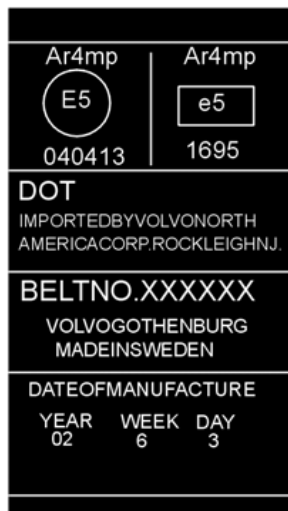 Ar4mp Ar4mp
E5 e5
040413 1695
DOT
IMPORTEDBYVOLVONORTH
AMERICACORP.ROCKLEIGHNJ.
BELTNO.XXXXXX
VOLVOGOTHENBURG
MADEINSWEDEN
DATEOFMANUFACTURE
YEAR WEEK DAY
02 6 3